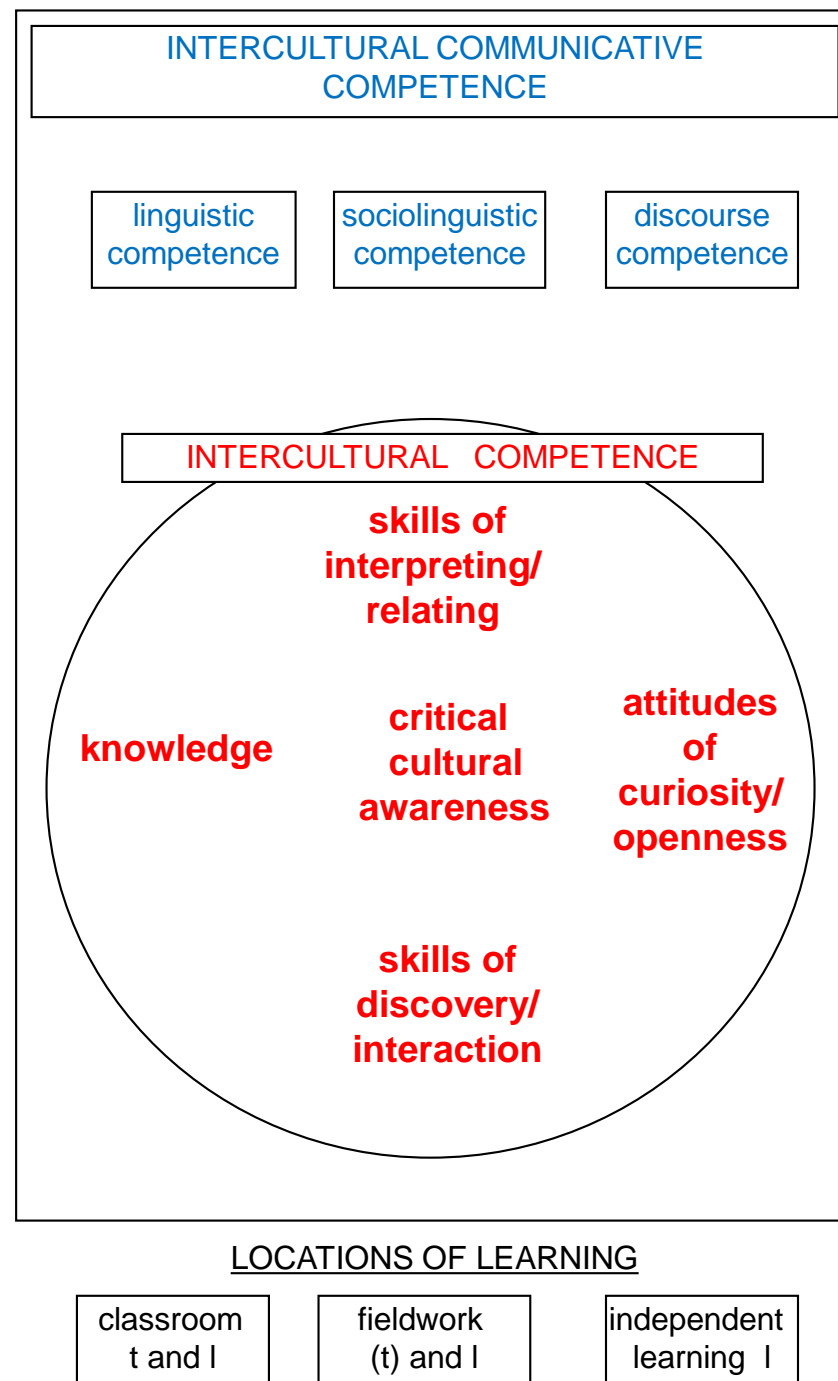 INTERCULTURAL COMMUNICATIVE
COMPETENCE
linguistic
competence
sociolinguistic
competence
discourse
competence
INTERCULTURAL COMPETENCE
skills of
interpreting/
relating
knowledge
critical
cultural
awareness
attitudes
of
curiosity/
openness
skills of
discovery/
interaction
LOCATIONS OF LEARNING
classroom
t and l
fieldwork
(t) and l
independent
learning l